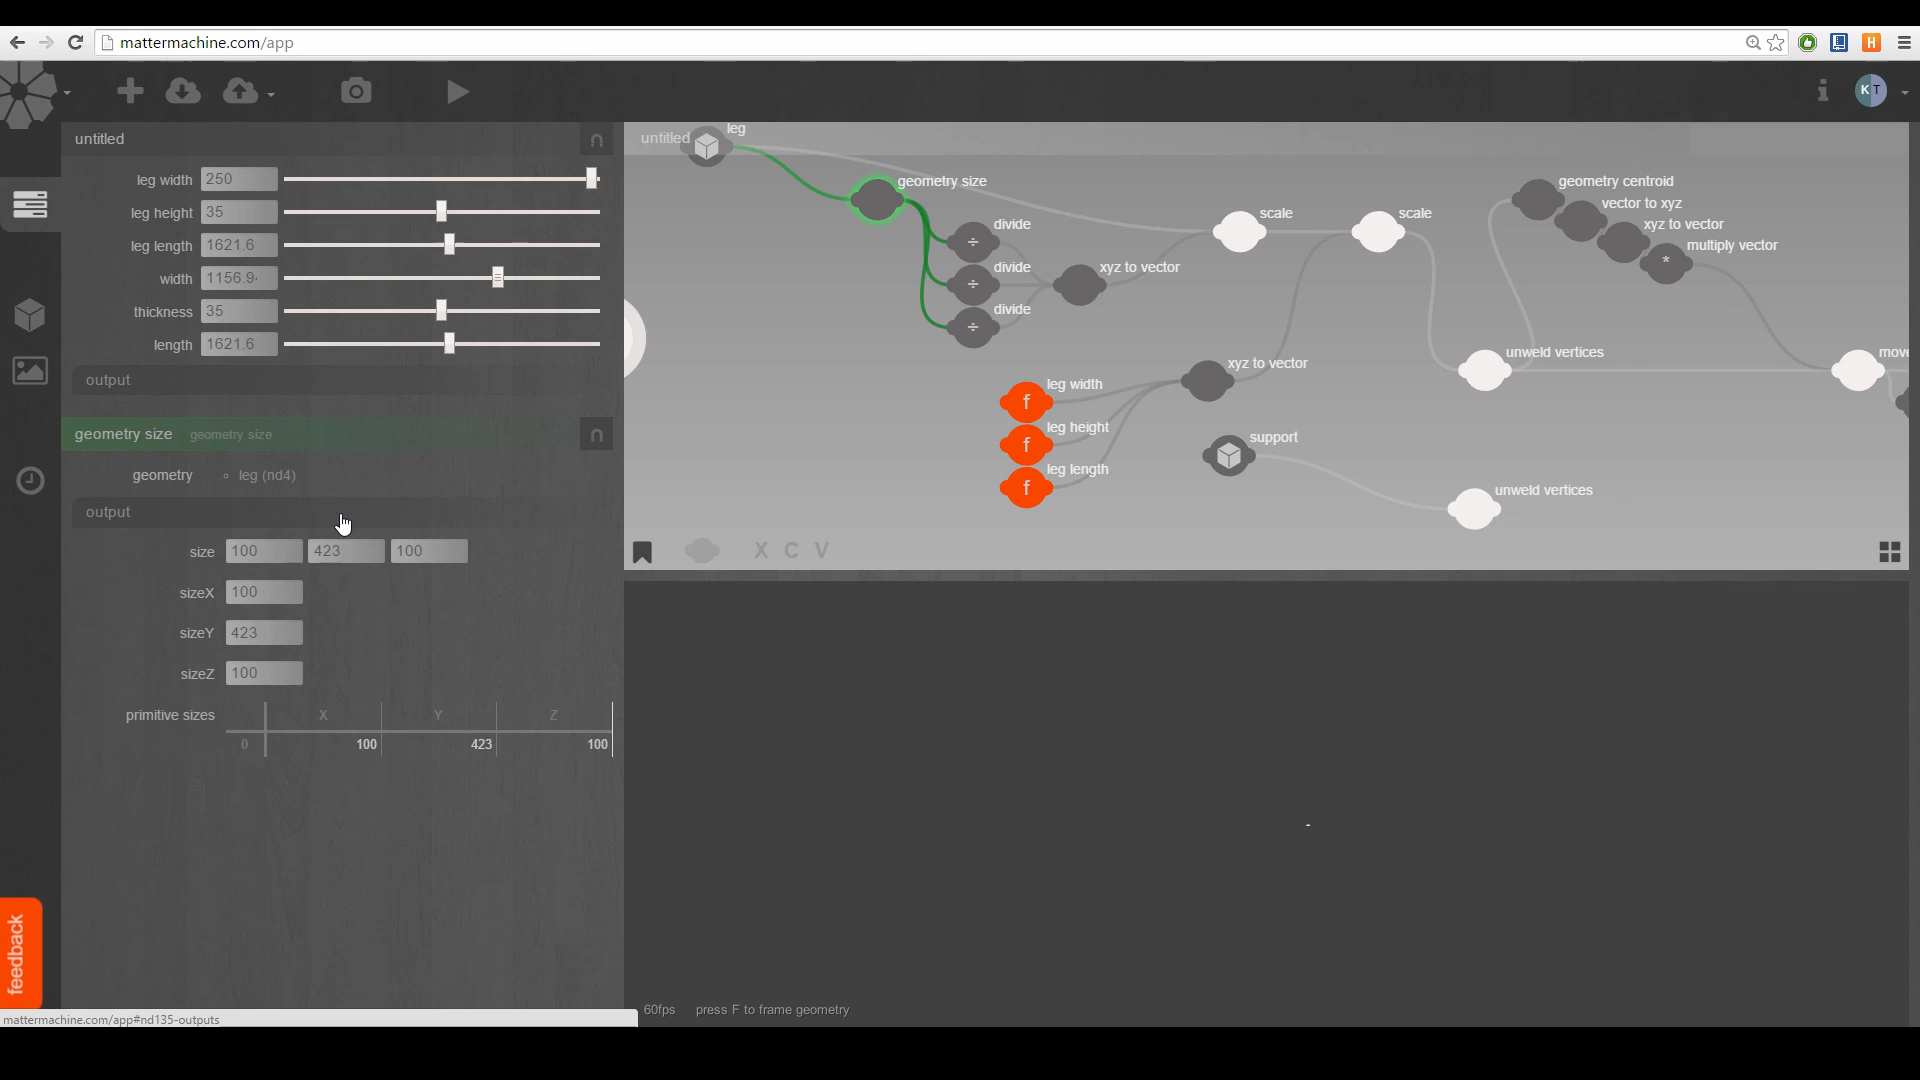 mattermachine.com/app
H
i
KT
untitled
leg width 250
leg height 35
leg length 1621.6
width 1156.9
thickness 35
length 1621.6
output
geometry size geometry size
geometry leg (nd4)
output
size 100 423 100
sizeX 100
sizeY 423
sizeZ 100
primitive sizes X Y Z
0 100 423 100
feedback
mattermachine.com/app#nd135-outputs
untitled
leg
geometry size
divide
÷
divide
÷
divide
÷
xyz to vector
scale
scale
geometry centroid
vector to xyz
xyz to vector
multiply vector
*
xyz to vector
leg width
f
leg height
f
leg length
f
support
unweld vertices
unweld vertices
X C V
60fps press F to frame geometry